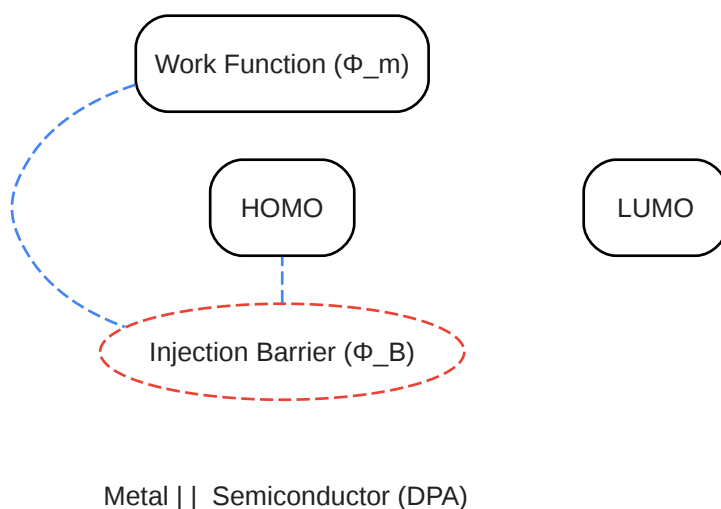 Work Function (Φ_m)
HOMO
LUMO
Injection Barrier (Φ_B)
Metal | | Semiconductor (DPA)